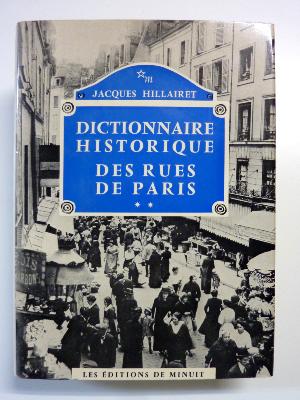 m
JACQUES HILLAIRET
DICTIONNAIRE
HISTORIQUE
DES RUES
DE PARIS
**
LES ÉDITIONS DE MINUIT